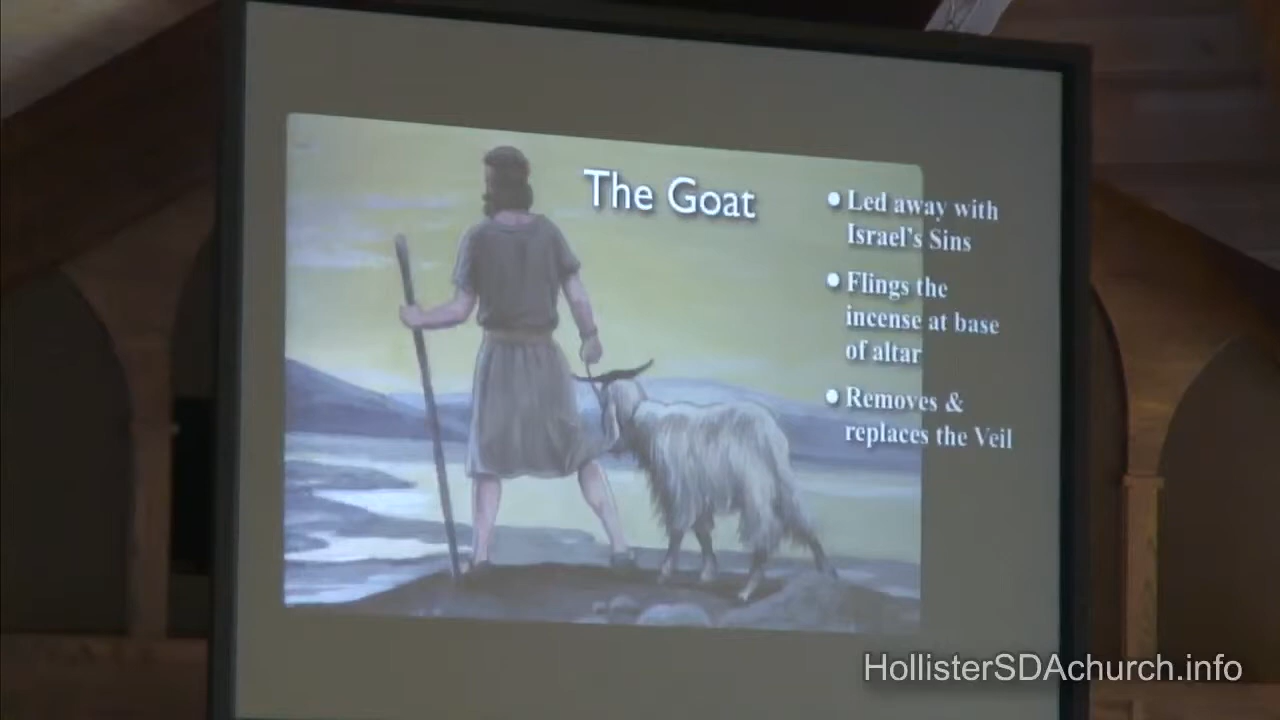 The Goat
Led away with
Israel's Sins
Flings the
incense at base
of altar
Removes &
replaces the Veil
HollisterSDAchurch.info